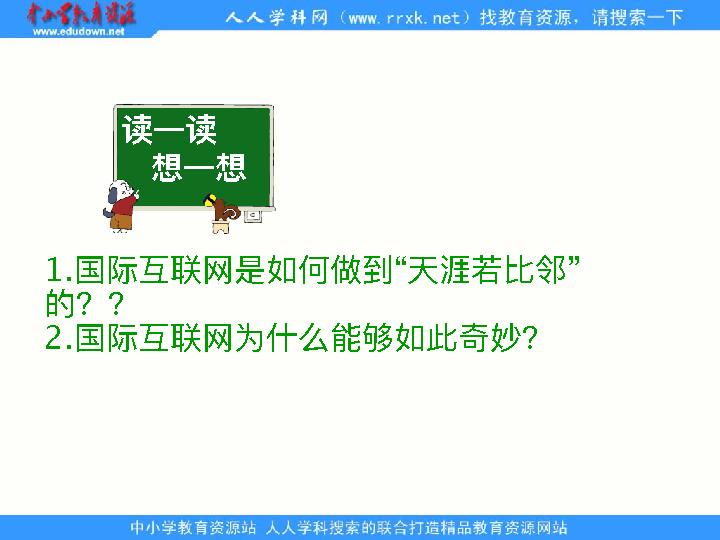 中小学教育资源
www.edudown.net
人人学科网（www.rrxk.net）找教育资源，请搜索一下
读一读
想一想
1.国际互联网是如何做到“天涯若比邻”
的？？
2.国际互联网为什么能够如此奇妙？
中小学教育资源站 人人学科搜索的联合打造精品教育资源网站